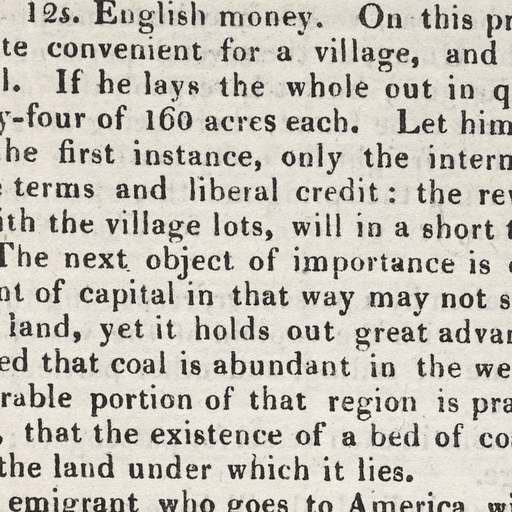 12s. English money. On this pr
te convenient for a village, and
l. If he lays the whole out in q
y-four of 160 acres each. Let him
he first instance, only the intern
terms and liberal credit: the rev
ith the village lots, will in a short t
The next object of importance is
nt of capital in that way may not s
land, yet it holds out great advan
ed that coal is abundant in the we
rable portion of that region is pra
, that the existence of a bed of co
the land under which it lies.
emigrant who goes to America wi